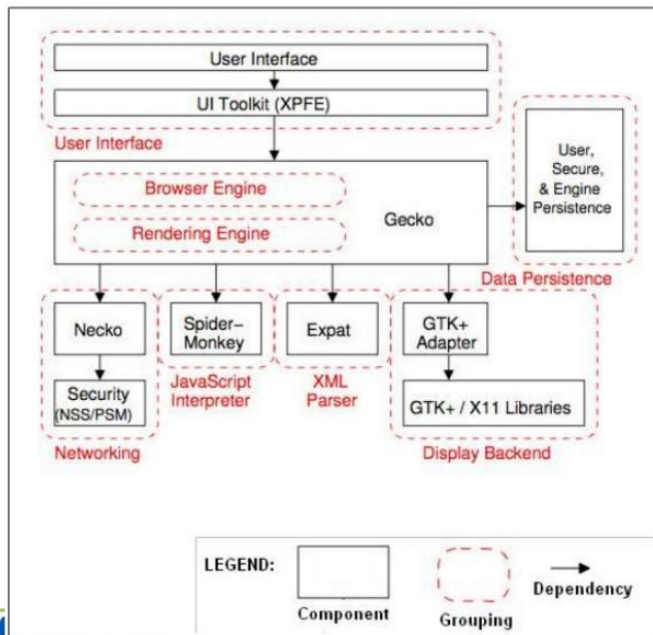 User Interface
UI Toolkit (XPFE)
User Interface
Browser Engine
Rendering Engine
Gecko
User,
Secure,
& Engine
Persistence
Data Persistence
Necko
Security
(NSS/PSM)
Networking
Spider-
Monkey
JavaScript
Interpreter
Expat
XML
Parser
GTK+
Adapter
GTK+ / X11 Libraries
Display Backend
LEGEND:
Component
Grouping
Dependency